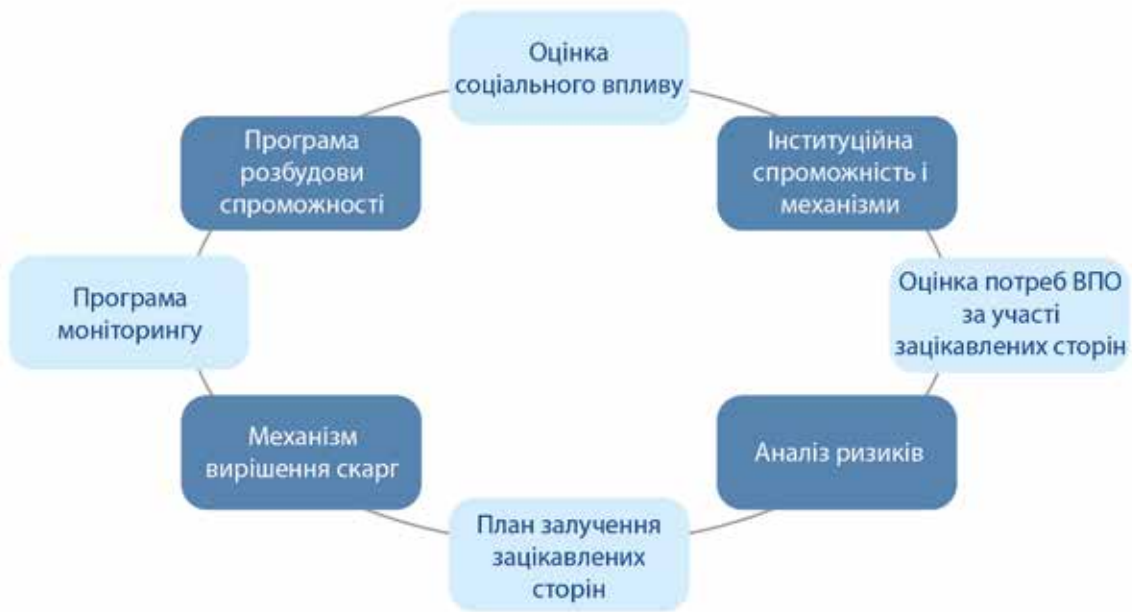 Оцінка
соціального впливу
Інституційна
спроможність і
механізми
Оцінка потреб ВПО
за участі
зацікавлених сторін
Аналіз ризиків
План залучення
зацікавлених
сторін
Механізм
вирішення скарг
Програма
моніторингу
Програма
розбудови
спроможності